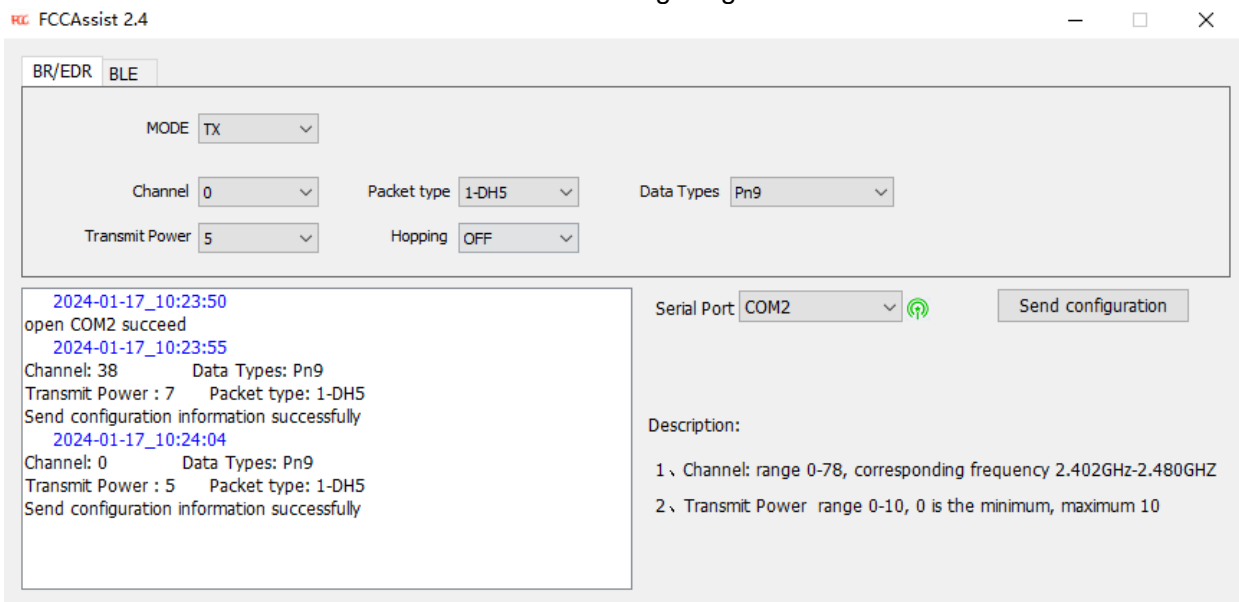 FCC FCCAssist 2.4
BR/EDR BLE
MODE TX
Channel 0 Packet type 1-DH5 Data Types Pn9
Transmit Power 5 Hopping OFF
2024-01-17_10:23:50
open COM2 succeed
2024-01-17_10:23:55
Channel: 38 Data Types: Pn9
Transmit Power : 7 Packet type: 1-DH5
Send configuration information successfully
2024-01-17_10:24:04
Channel: 0 Data Types: Pn9
Transmit Power : 5 Packet type: 1-DH5
Send configuration information successfully
Serial Port COM2 Send configuration
Description:
1、Channel: range 0-78, corresponding frequency 2.402GHz-2.480GHZ
2、Transmit Power range 0-10, 0 is the minimum, maximum 10